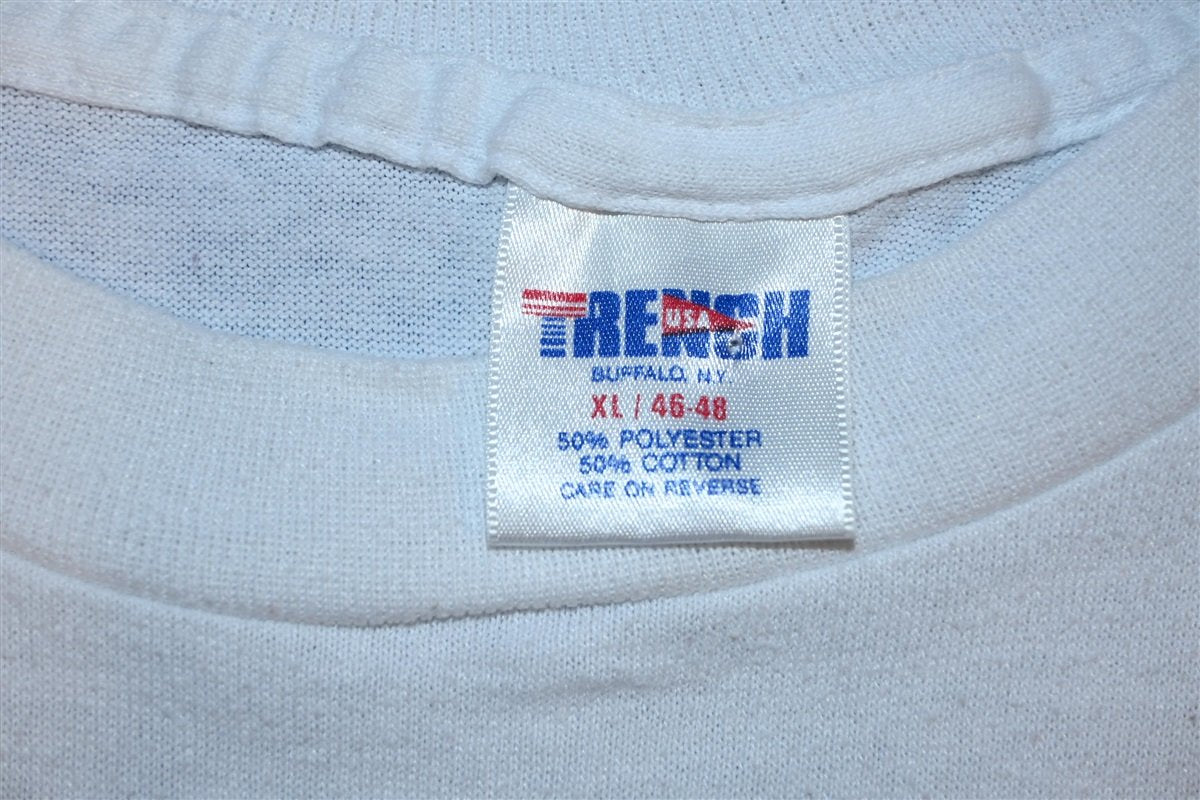 TRENCH
USA
BUFFALO, N.Y.
XL / 46-48
50% POLYESTER
50% COTTON
CARE ON REVERSE